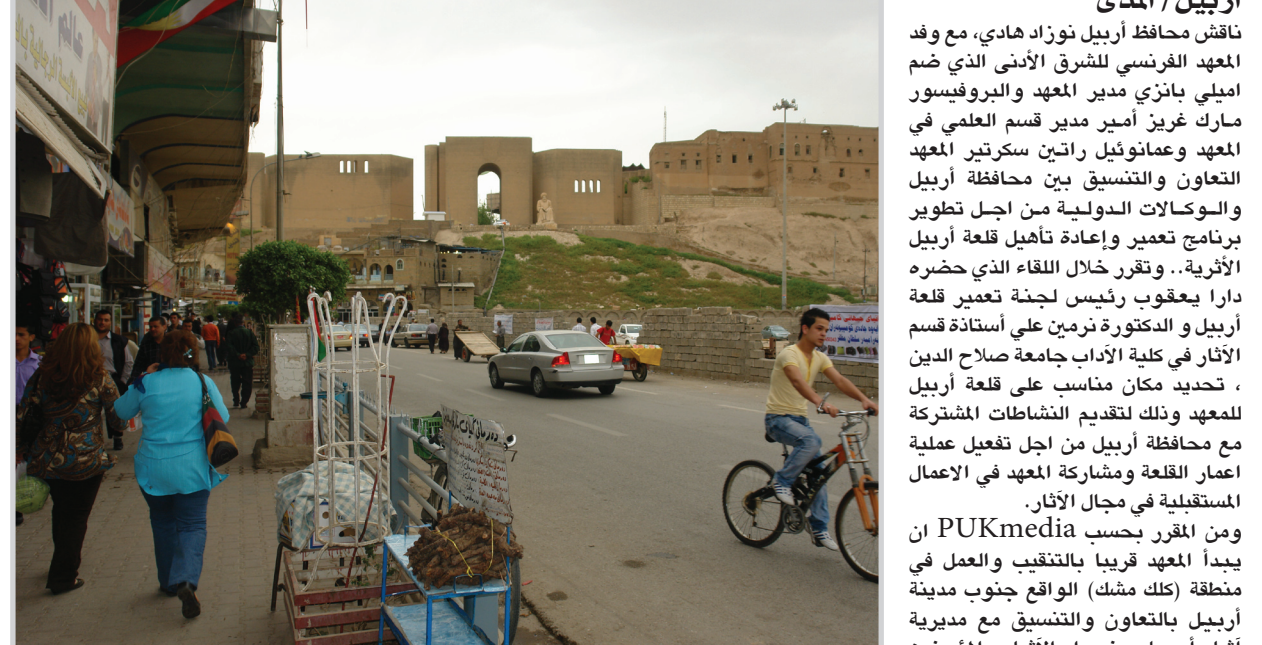 أربيل / المدى
ناقش محافظ أربيل نوزاد هادي، مع وفد
المعهد الفرنسي للشرق الأدنى الذي ضم
اميلي بانزي مدير المعهد والبروفيسور
مارك غريز أمير مدير قسم العلمي في
المعهد وعمانوئيل راتين سكرتير المعهد
التعاون والتنسيق بين محافظة أربيل
والوكالات الدولية من اجل تطوير
برنامج تعمير وإعادة تأهيل قلعة أربيل
الأثرية.. وتقرر خلال اللقاء الذي حضره
دارا يعقوب رئيس لجنة تعمير قلعة
أربيل و الدكتورة نرمين علي أستاذة قسم
الآثار في كلية الآداب جامعة صلاح الدين
، تحديد مكان مناسب على قلعة أربيل
للمعهد وذلك لتقديم النشاطات المشتركة
مع محافظة أربيل من اجل تفعيل عملية
اعمار القلعة ومشاركة المعهد في الاعمال
المستقبلية في مجال الآثار.
ومن المقرر بحسب PUKmedia ان
يبدأ المعهد قريبا بالتنقيب والعمل في
منطقة (كلك مشك) الواقع جنوب مدينة
أربيل بالتعاون والتنسيق مع مديرية
عالم